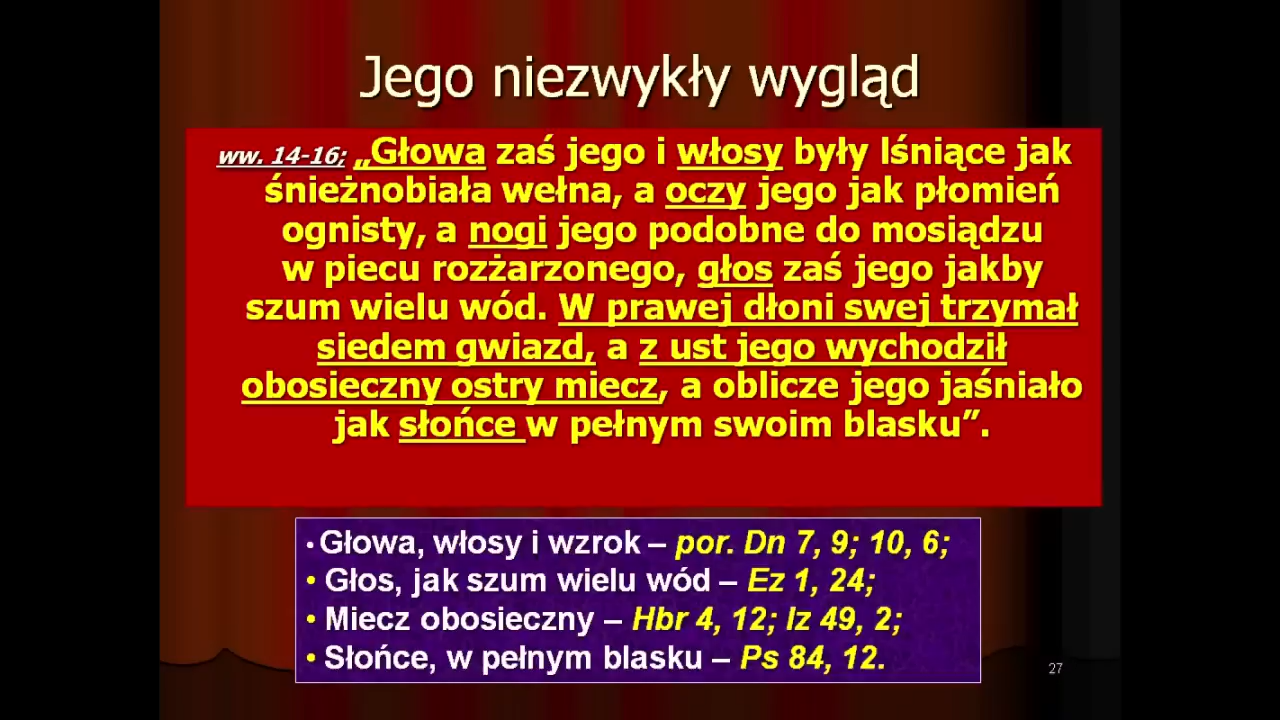 Jego niezwykły wygląd
ww. 14-16; „Głowa zaś jego i włosy były lśniące jak
śnieżnobiała wełna, a oczy jego jak płomień
ognisty, a nogi jego podobne do mosiądzu
w piecu rozżarzonego, głos zaś jego jakby
szum wielu wód. W prawej dłoni swej trzymał
siedem gwiazd, a z ust jego wychodził
obosieczny ostry miecz, a oblicze jego jaśniało
jak słońce w pełnym swoim blasku”.
• Głowa, włosy i wzrok – por. Dn 7, 9; 10, 6;
• Głos, jak szum wielu wód – Ez 1, 24;
• Miecz obosieczny – Hbr 4, 12; Iz 49, 2;
• Słońce, w pełnym blasku – Ps 84, 12.
27